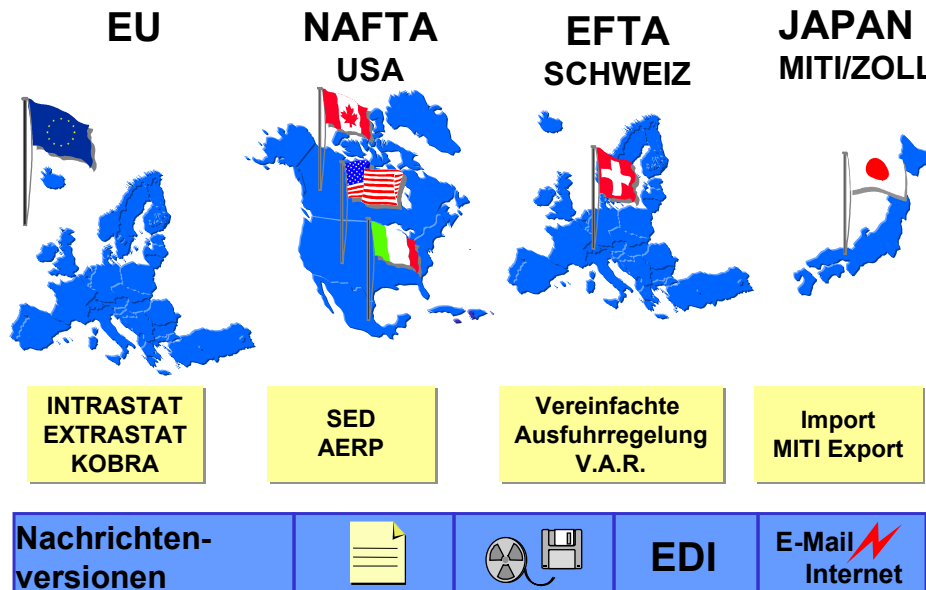 EU
NAFTA
USA
EFTA
SCHWEIZ
JAPAN
MITI/ZOLL
INTRASTAT
EXTRASTAT
KOBRA
SED
AERP
Vereinfachte
Ausfuhrregelung
V.A.R.
Import
MITI Export
Nachrichten-
versionen
EDI
E-Mail
Internet